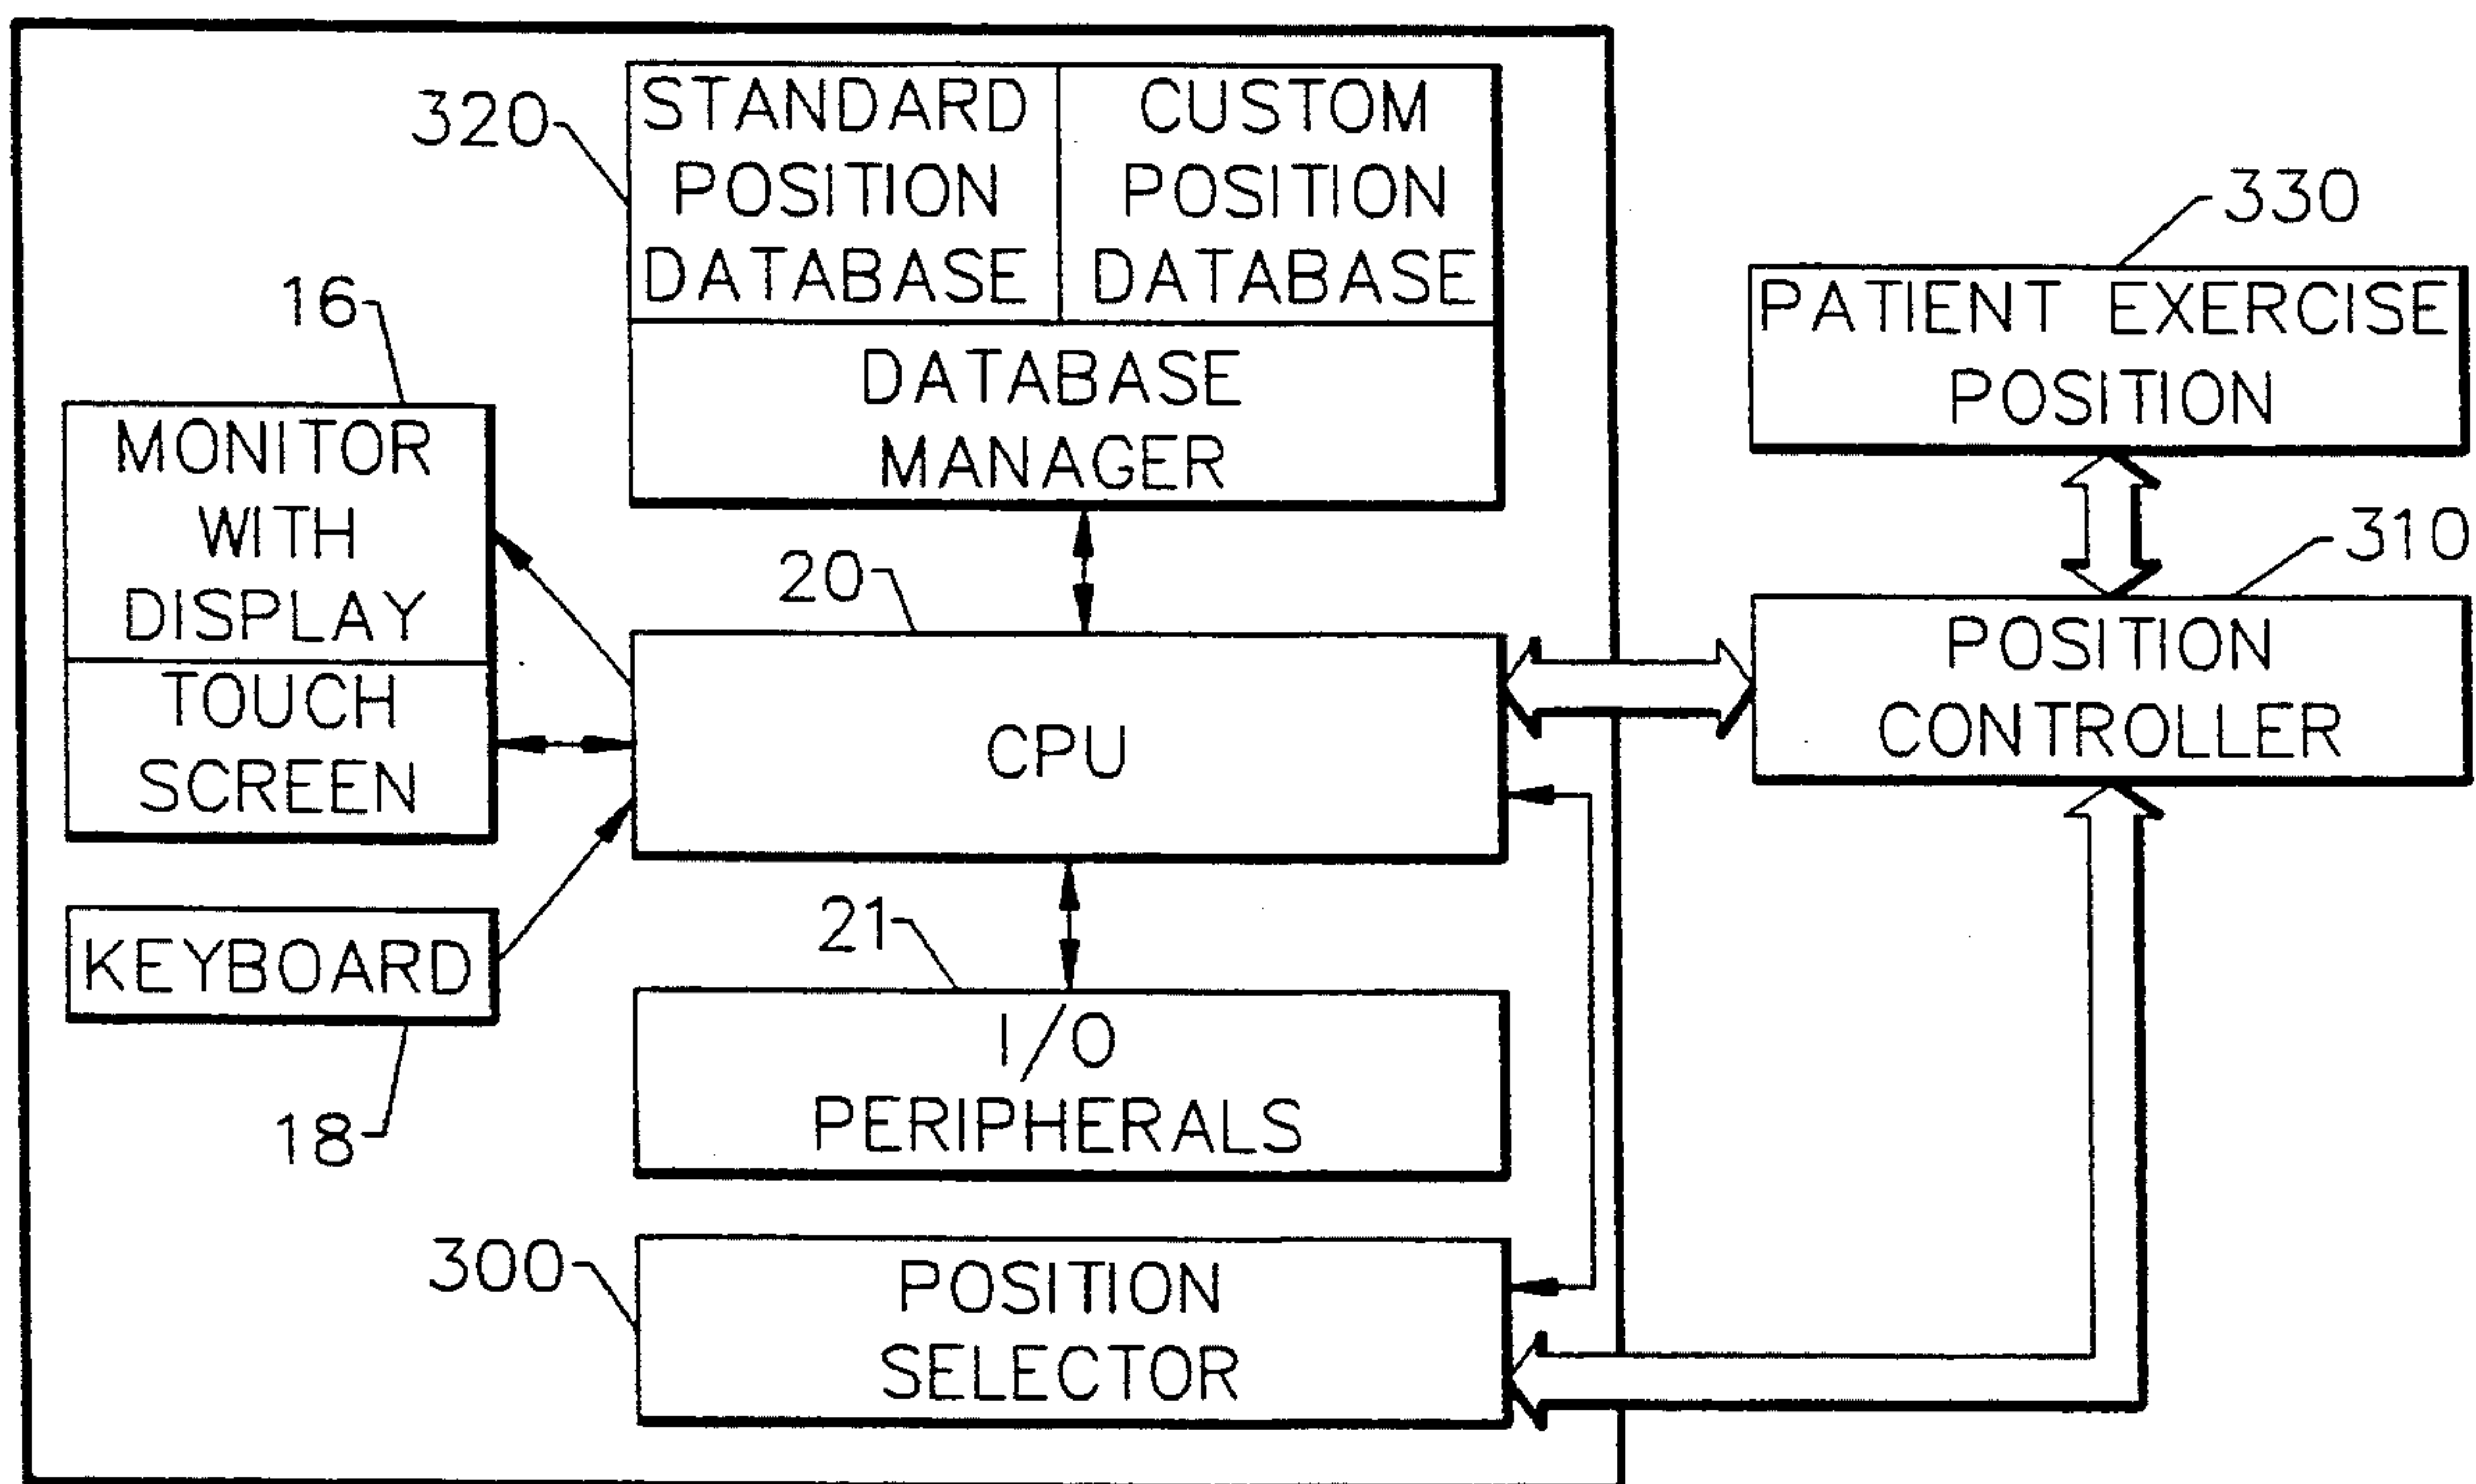 320
STANDARD
POSITION
DATABASE
CUSTOM
POSITION
DATABASE
DATABASE
MANAGER
16
MONITOR
WITH
DISPLAY
TOUCH
SCREEN
20
CPU
KEYBOARD
18
21
I/O
PERIPHERALS
300
POSITION
SELECTOR
330
PATIENT EXERCISE
POSITION
310
POSITION
CONTROLLER